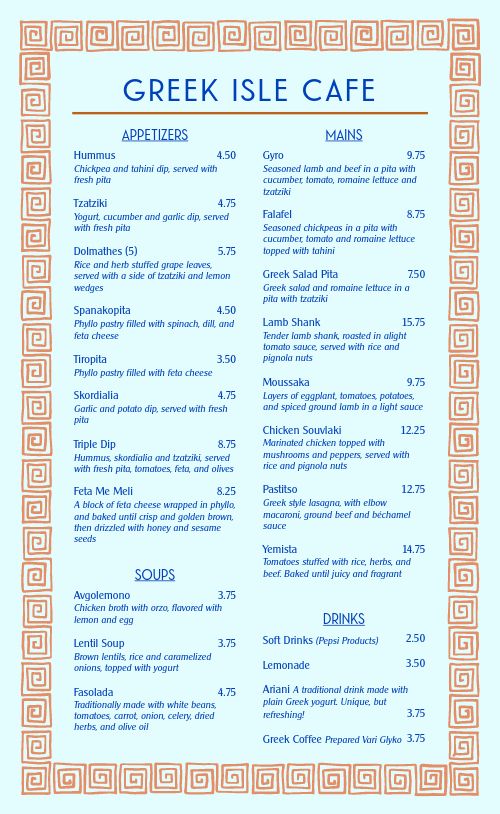 GREEK ISLE CAFE
APPETIZERS
Hummus 4.50
Chickpea and tahini dip, served with
fresh pita
Tzatziki 4.75
Yogurt, cucumber and garlic dip, served
with fresh pita
Dolmathes (5) 5.75
Rice and herb stuffed grape leaves,
served with a side of tzatziki and lemon
wedges
Spanakopita 4.50
Phyllo pastry filled with spinach, dill, and
feta cheese
Tiropita 3.50
Phyllo pastry filled with feta cheese
Skordialia 4.75
Garlic and potato dip, served with fresh
pita
Triple Dip 8.75
Hummus, skordialia and tzatziki, served
with fresh pita, tomatoes, feta, and olives
Feta Me Meli 8.25
A block of feta cheese wrapped in phyllo,
and baked until crisp and golden brown,
then drizzled with honey and sesame
seeds
SOUPS
Avgolemono 3.75
Chicken broth with orzo, flavored with
lemon and egg
Lentil Soup 3.75
Brown lentils, rice and caramelized
onions, topped with yogurt
Fasolada 4.75
Traditionally made with white beans,
tomatoes, carrot, onion, celery, dried
herbs, and olive oil
MAINS
Gyro 9.75
Seasoned lamb and beef in a pita with
cucumber, tomato, romaine lettuce and
tzatziki
Falafel 8.75
Seasoned chickpeas in a pita with
cucumber, tomato and romaine lettuce
topped with tahini
Greek Salad Pita 7.50
Greek salad and romaine lettuce in a
pita with tzatziki
Lamb Shank 15.75
Tender lamb shank, roasted in alight
tomato sauce, served with rice and
pignola nuts
Moussaka 9.75
Layers of eggplant, tomatoes, potatoes,
and spiced ground lamb in a light sauce
Chicken Souvlaki 12.25
Marinated chicken topped with
mushrooms and peppers, served with
rice and pignola nuts
Pastitso 12.75
Greek style lasagna, with elbow
macaroni, ground beef and béchamel
sauce
Yemista 14.75
Tomatoes stuffed with rice, herbs, and
beef. Baked until juicy and fragrant
DRINKS
Soft Drinks (Pepsi Products) 2.50
Lemonade 3.50
Ariani A traditional drink made with
plain Greek yogurt. Unique, but
refreshing! 3.75
Greek Coffee Prepared Vari Glyko 3.75